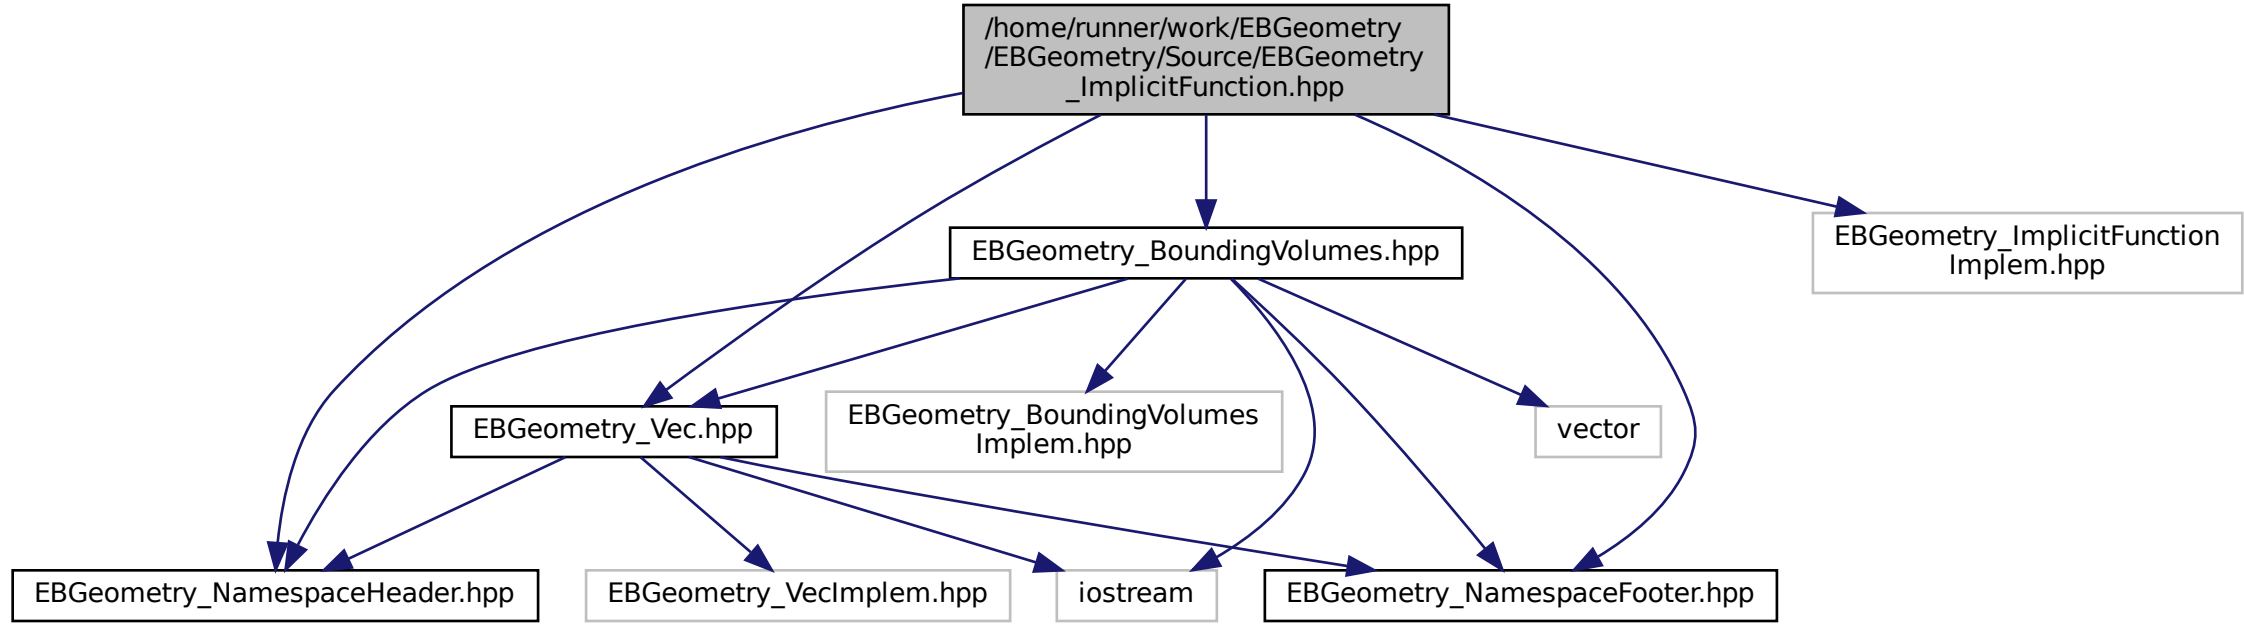 /home/runner/work/EBGeometry
/EBGeometry/Source/EBGeometry
_ImplicitFunction.hpp
EBGeometry_ImplicitFunction
Implem.hpp
EBGeometry_BoundingVolumes.hpp
EBGeometry_Vec.hpp
EBGeometry_BoundingVolumes
Implem.hpp
vector
EBGeometry_NamespaceHeader.hpp
EBGeometry_VecImplem.hpp
iostream
EBGeometry_NamespaceFooter.hpp